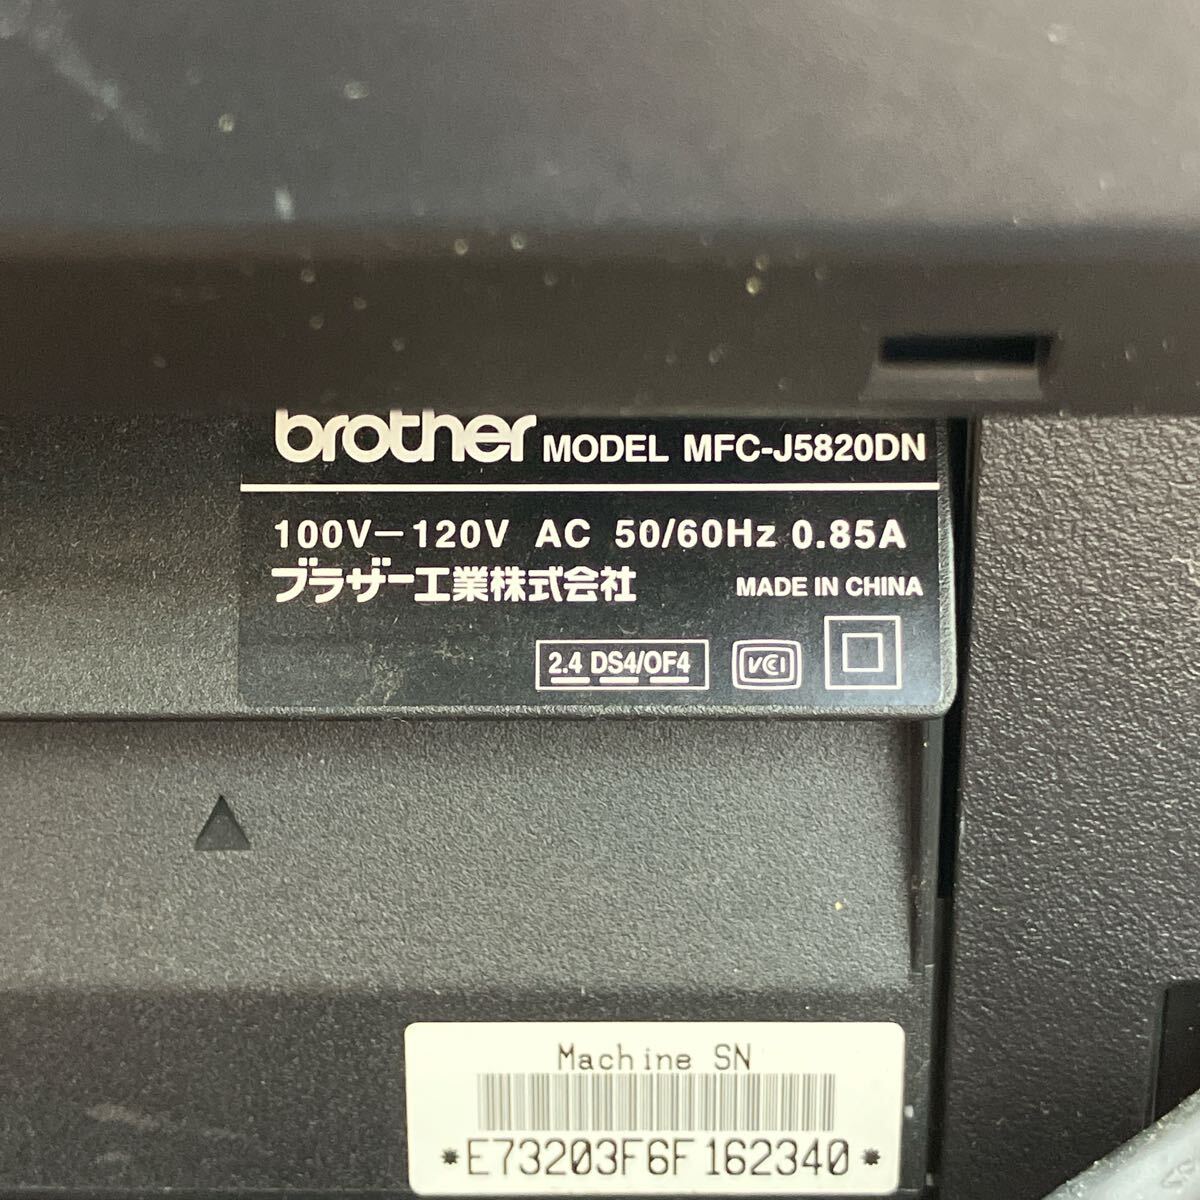 brother MODEL MFC-J5820DN
100V-120V AC 50/60Hz 0.85A
ブラザー工業株式会社 MADE IN CHINA
2.4 DS4/OF4 VCI
Machine SN
*E73203F6F162340*